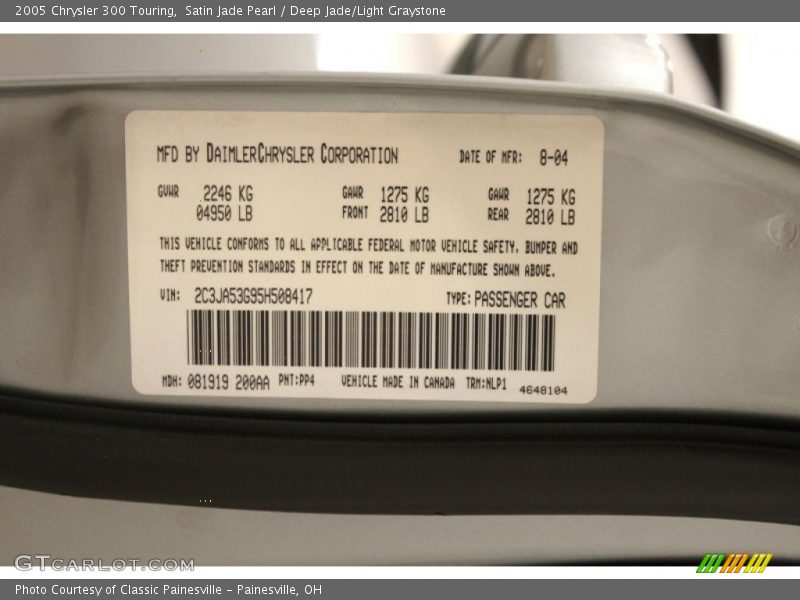 2005 Chrysler 300 Touring,  Satin Jade Pearl / Deep Jade/Light Graystone
MFD BY DAIMLERCHRYSLER CORPORATION DATE OF MFR: 8-04
GVWR 2246 KG GAWR 1275 KG GAWR 1275 KG
04950 LB FRONT 2810 LB REAR 2810 LB
THIS VEHICLE CONFORMS TO ALL APPLICABLE FEDERAL MOTOR VEHICLE SAFETY, BUMPER AND
THEFT PREVENTION STANDARDS IN EFFECT ON THE DATE OF MANUFACTURE SHOWN ABOVE.
VIN: 2C3JA53G95H508417 TYPE: PASSENGER CAR
MDH: 081919 200AA PNT:PP4 VEHICLE MADE IN CANADA TRM:NLP1 4648104
GTCARLOT.COM
Photo Courtesy of Classic Painesville - Painesville, OH